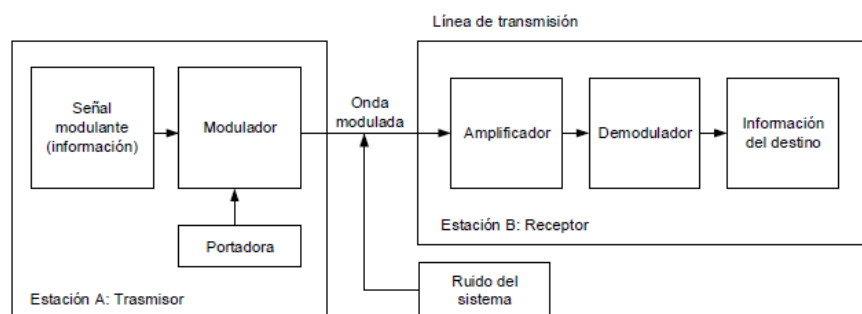 Línea de transmisión
Señal
modulante
(información)
Modulador
Portadora
Estación A: Trasmisor
Onda
modulada
Amplificador
Demodulador
Información
del destino
Estación B: Receptor
Ruido del
sistema